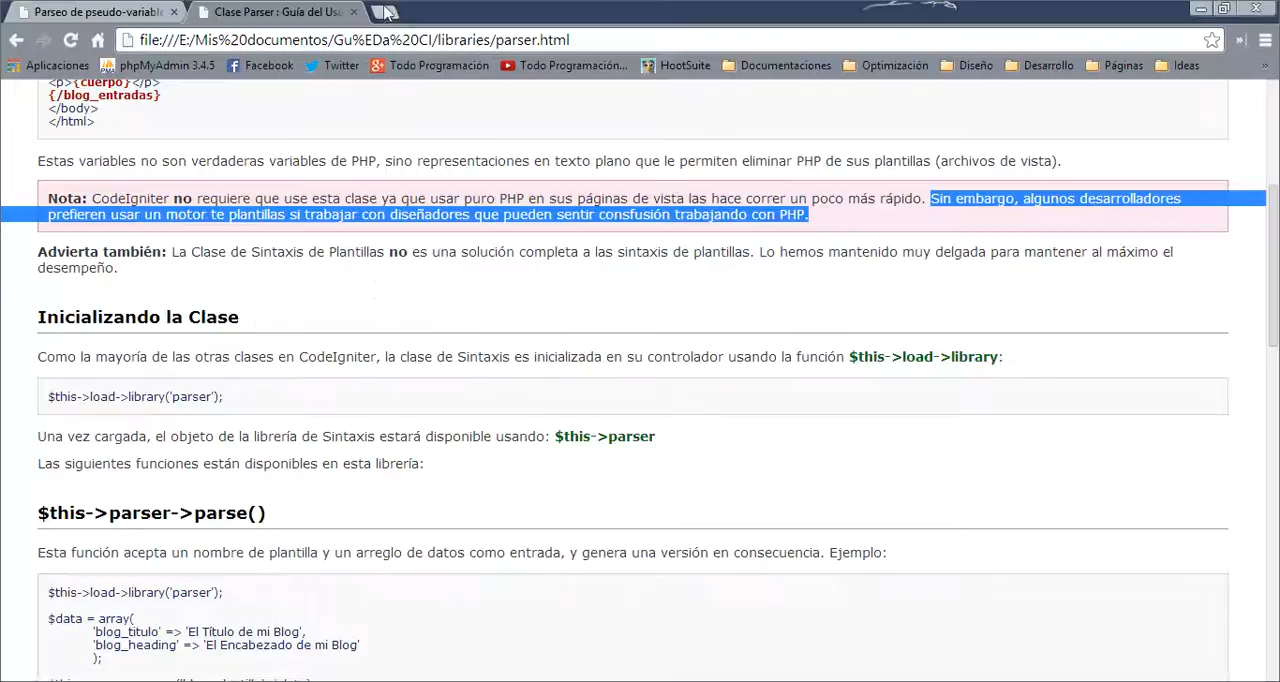 Parseo de pseudo-variable
Clase Parser : Guía del Usu
file:///E:/Mis%20documentos/Gu%EDa%20CI/libraries/parser.html
Aplicaciones phpMyAdmin 3.4.5 Facebook Twitter Todo Programación Todo Programación... HootSuite Documentaciones Optimización Diseño Desarrollo Páginas Ideas
<p>{cuerpo}</p>
{/blog_entradas}
</body>
</html>
Estas variables no son verdaderas variables de PHP, sino representaciones en texto plano que le permiten eliminar PHP de sus plantillas (archivos de vista).
Nota: CodeIgniter no requiere que use esta clase ya que usar puro PHP en sus páginas de vista las hace correr un poco más rápido. Sin embargo, algunos desarrolladores
prefieren usar un motor te plantillas si trabajar con diseñadores que pueden sentir consfusión trabajando con PHP.
Advierta también: La Clase de Sintaxis de Plantillas no es una solución completa a las sintaxis de plantillas. Lo hemos mantenido muy delgada para mantener al máximo el
desempeño.
Inicializando la Clase
Como la mayoría de las otras clases en CodeIgniter, la clase de Sintaxis es inicializada en su controlador usando la función $this->load->library:
$this->load->library('parser');
Una vez cargada, el objeto de la librería de Sintaxis estará disponible usando: $this->parser
Las siguientes funciones están disponibles en esta librería:
$this->parser->parse()
Esta función acepta un nombre de plantilla y un arreglo de datos como entrada, y genera una versión en consecuencia. Ejemplo:
$this->load->library('parser');
$data = array(
'blog_titulo' => 'El Título de mi Blog',
'blog_heading' => 'El Encabezado de mi Blog'
);